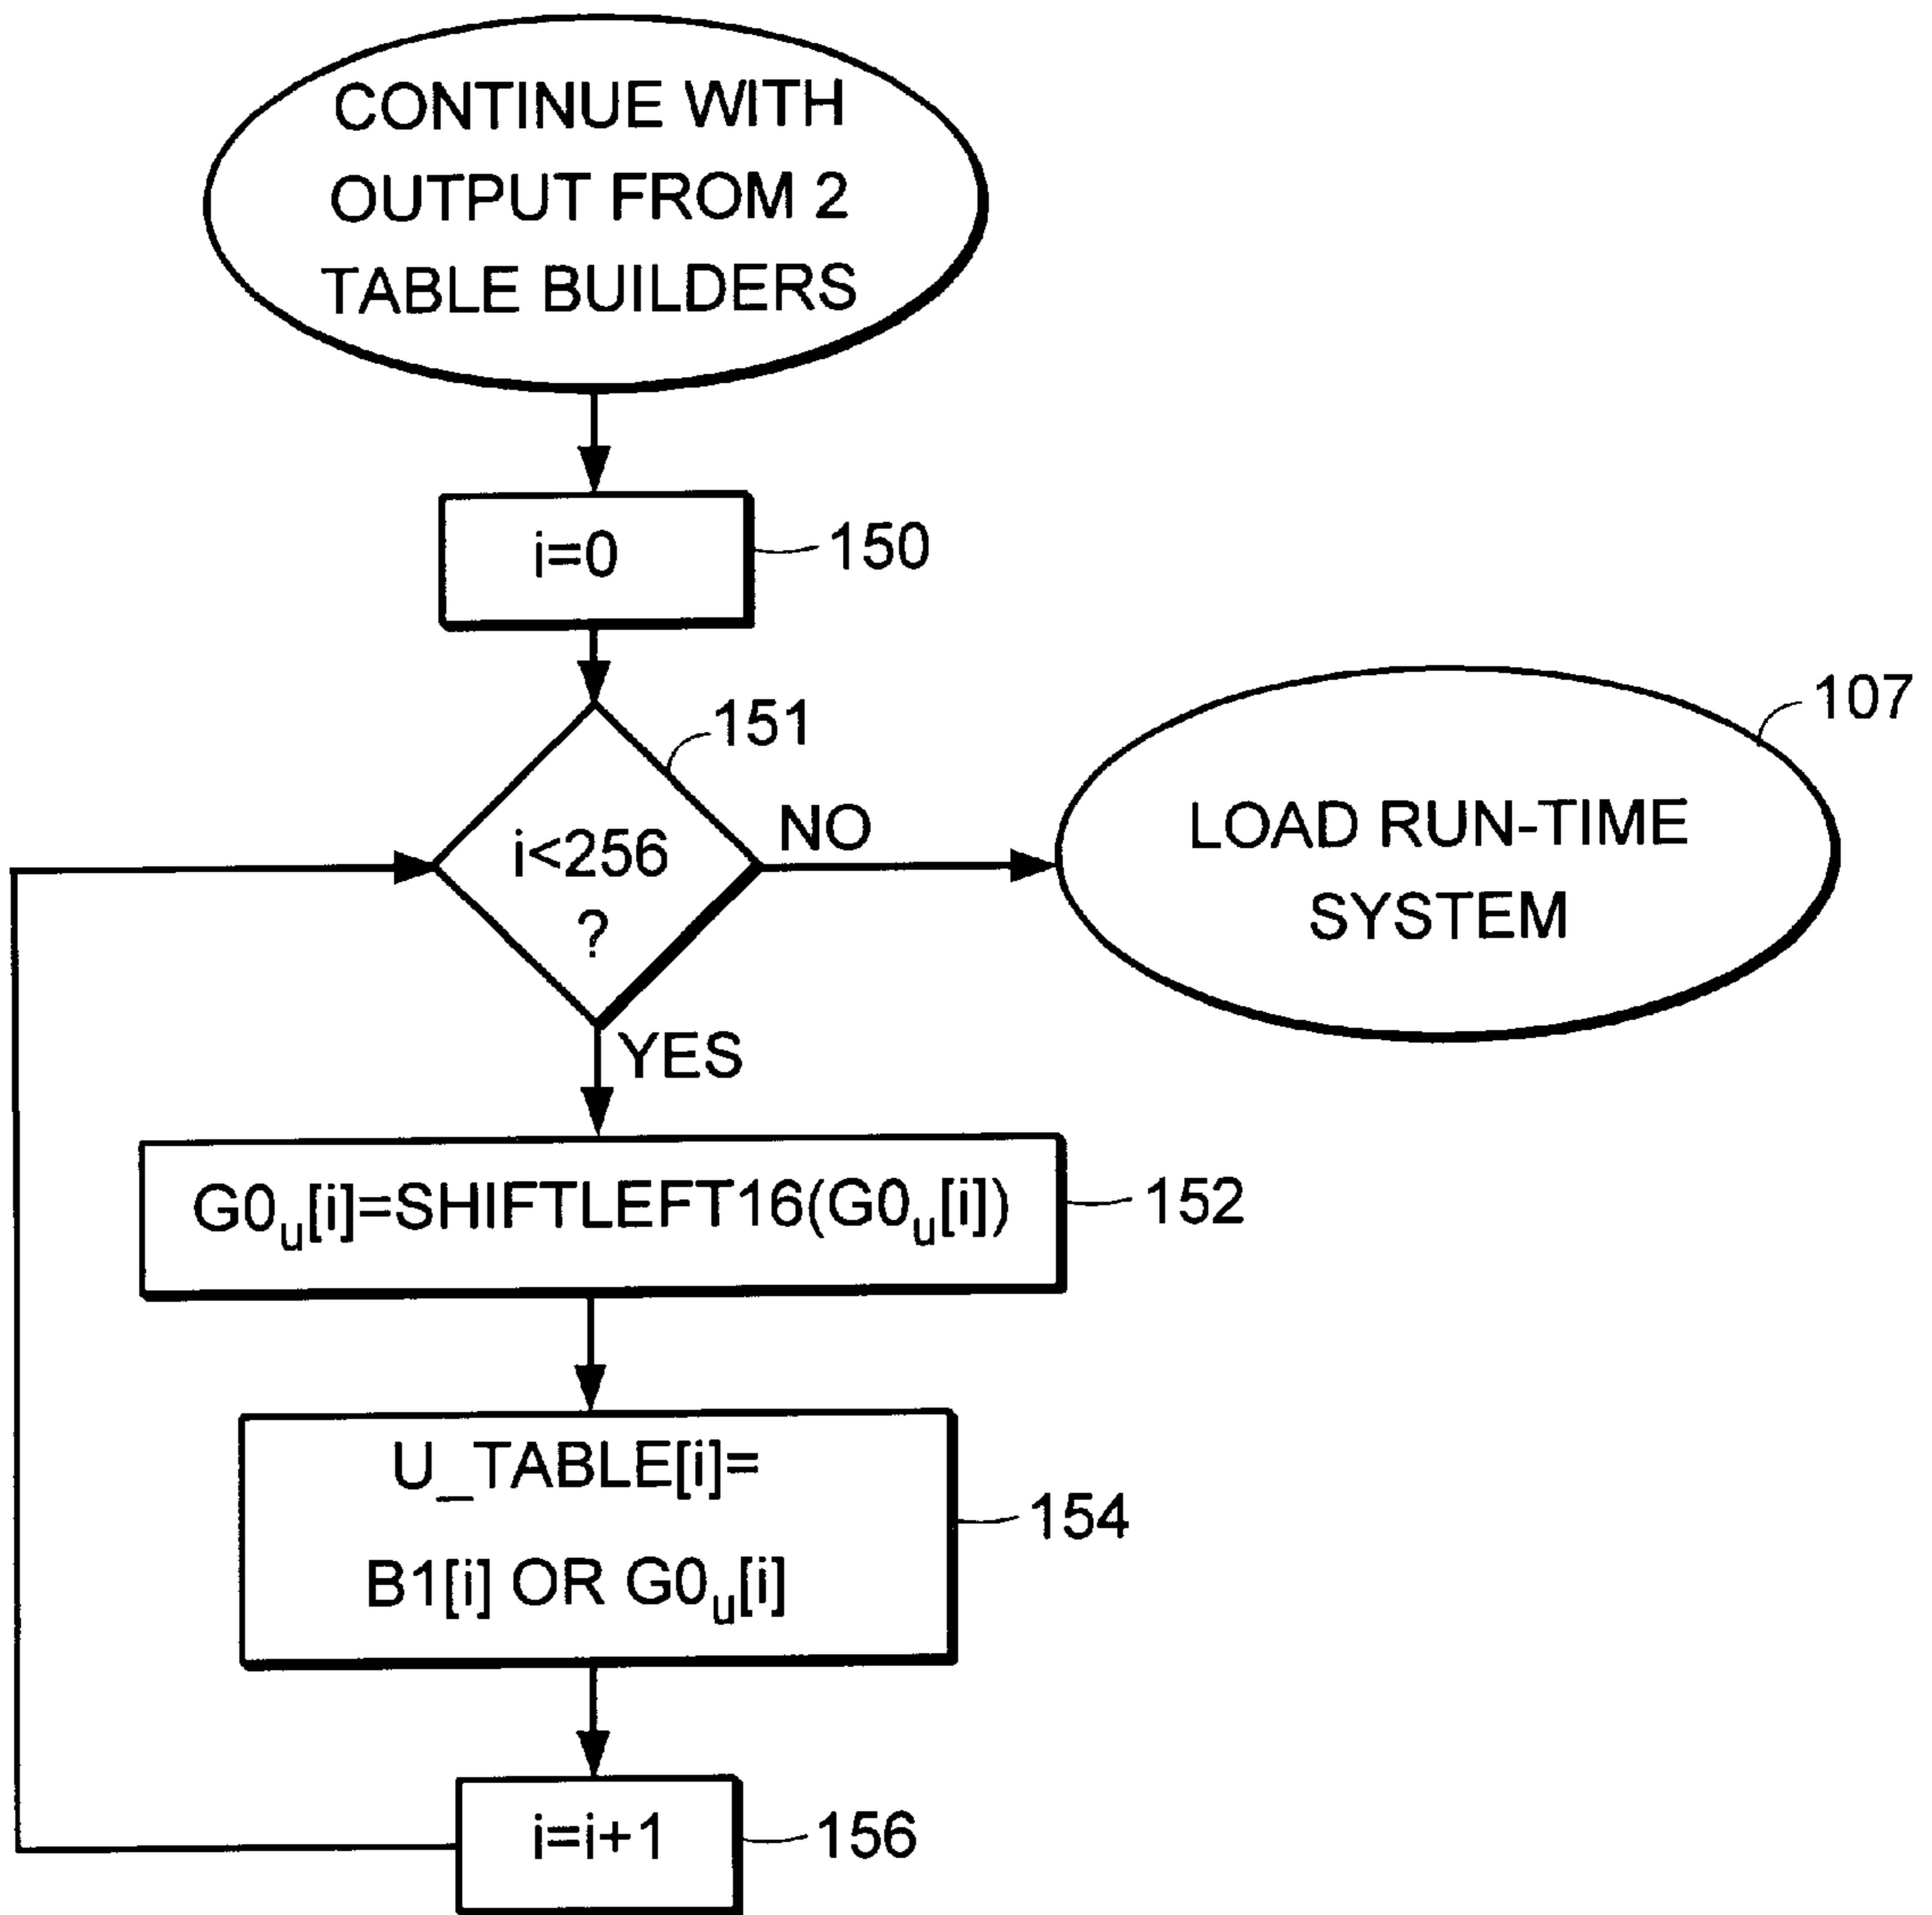 CONTINUE WITH
OUTPUT FROM 2
TABLE BUILDERS
i=0
150
151
i<256
?
NO
107
LOAD RUN-TIME
SYSTEM
YES
G0u[i]=SHIFTLEFT16(G0u[i])
152
U_TABLE[i]=
B1[i] OR G0u[i]
154
i=i+1
156